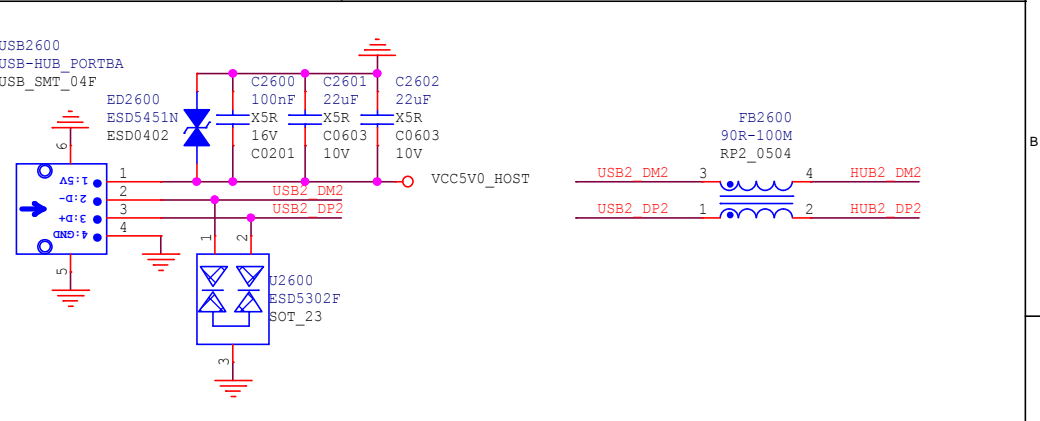 USB2600
USB-HUB_PORTBA
USB_SMT_04F
ED2600
ESD5451N
ESD0402
C2600
100nF
X5R
16V
C0201
C2601
22uF
X5R
C0603
10V
C2602
22uF
X5R
C0603
10V
6
1:5V
2:D-
3:D+
4:GND
1
2
3
4
5
VCC5V0_HOST
USB2_DM2
USB2_DP2
1
2
U2600
ESD5302F
SOT_23
3
FB2600
90R-100M
RP2_0504
USB2_DM2
3
4
HUB2_DM2
USB2_DP2
1
2
HUB2_DP2
B